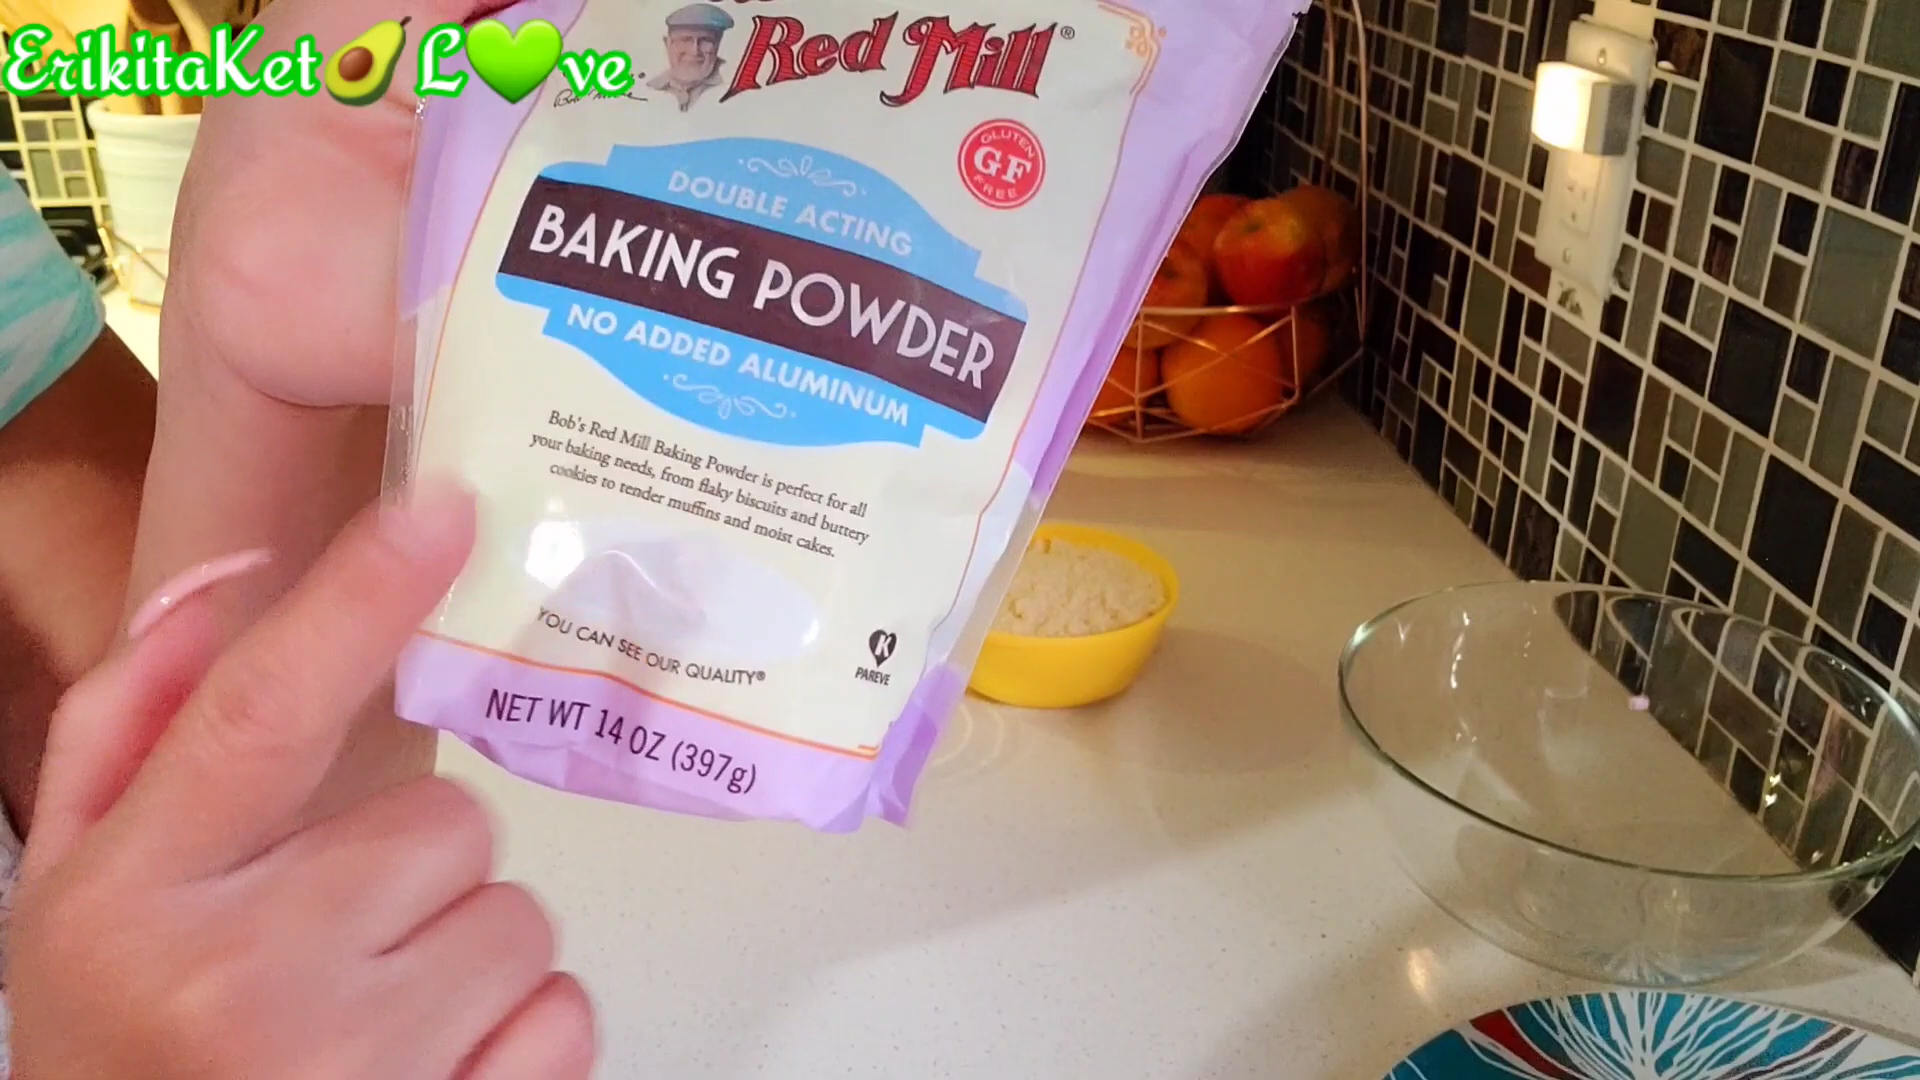 ErikitaKet🥑L💚ve
Red Mill®
GLUTEN
GF
FREE
DOUBLE ACTING
BAKING POWDER
NO ADDED ALUMINUM
Bob's Red Mill Baking Powder is perfect for all
your baking needs, from flaky biscuits and buttery
cookies to tender muffins and moist cakes.
YOU CAN SEE OUR QUALITY®
K
PAREVE
NET WT 14 OZ (397g)